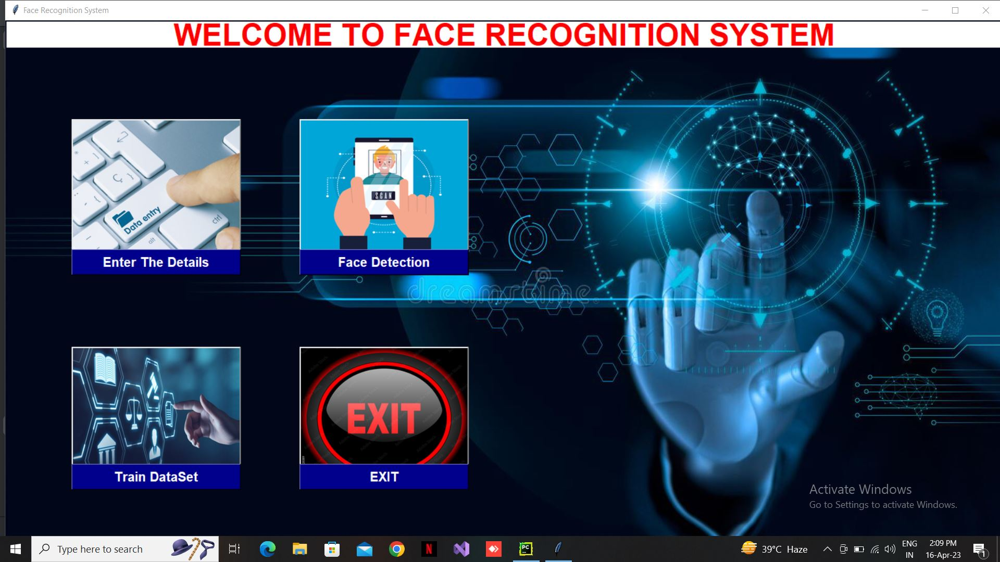 Face Recognition System
WELCOME TO FACE RECOGNITION SYSTEM
Data entry
ctrl
alt
Enter The Details
SCAN
Face Detection
dreamstime
Train DataSet
EXIT
EXIT
Activate Windows
Go to Settings to activate Windows.
Type here to search
N
PC
39°C Haze
ENG
IN
2:09 PM
16-Apr-23
1